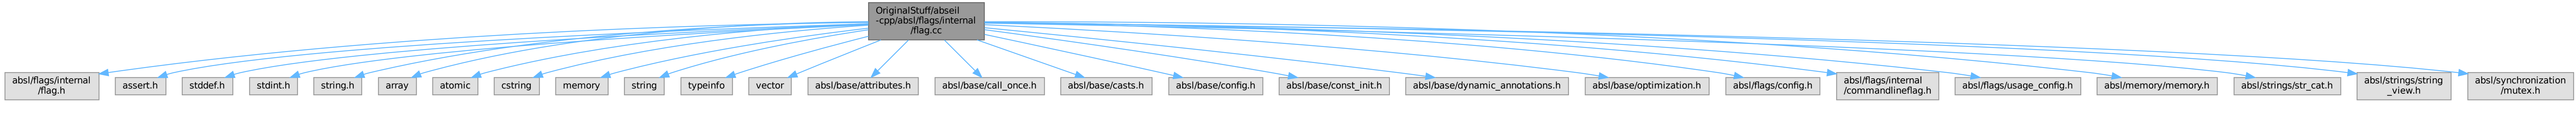 OriginalStuff/abseil
-cpp/absl/flags/internal
/flag.cc
absl/flags/internal
/flag.h
assert.h
stddef.h
stdint.h
string.h
array
atomic
cstring
memory
string
typeinfo
vector
absl/base/attributes.h
absl/base/call_once.h
absl/base/casts.h
absl/base/config.h
absl/base/const_init.h
absl/base/dynamic_annotations.h
absl/base/optimization.h
absl/flags/config.h
absl/flags/internal
/commandlineflag.h
absl/flags/usage_config.h
absl/memory/memory.h
absl/strings/str_cat.h
absl/strings/string
_view.h
absl/synchronization
/mutex.h